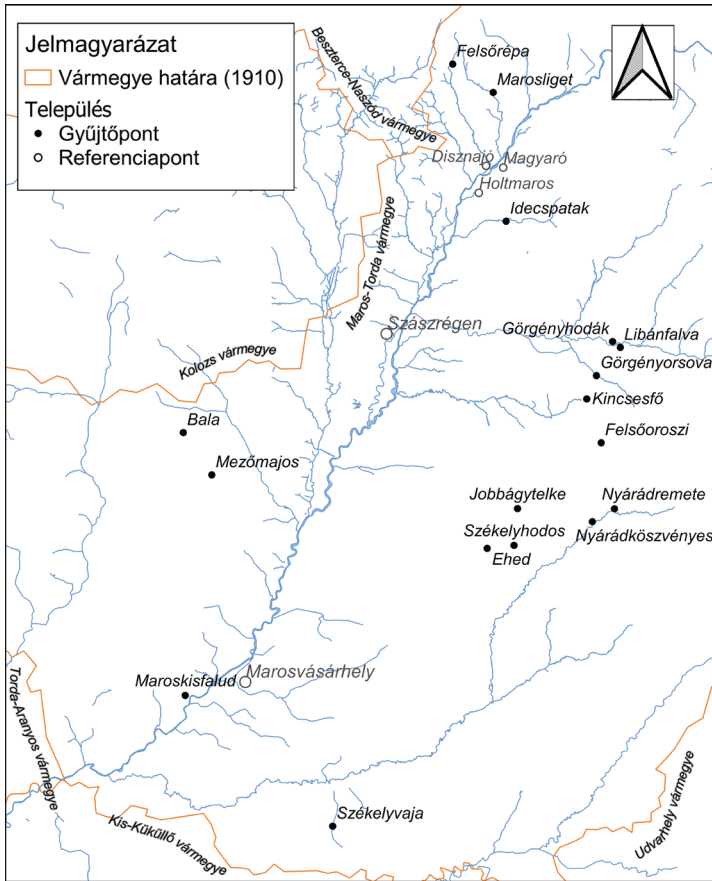 Jelmagyarázat
Vármegye határa (1910)
Település
Gyűjtőpont
Referenciapont
Beszterce-Naszód vármegye
Felsőrépa
Marosliget
Disznajó
Magyaró
Holtmaros
Idecspatak
Maros-Torda vármegye
Szászrégen
Görgényhodák
Libánfalva
Görgényorsova
Kolozs vármegye
Kincsesfő
Bala
Felsőoroszi
Mezőmajos
Jobbágytelke
Nyárádremete
Székelyhodos
Nyárádköszvényes
Ehed
Maroskisfalud
Marosvásárhely
Torda-Aranyos vármegye
Székelyvaja
Kis-Küküllő vármegye
Udvarhely vármegye